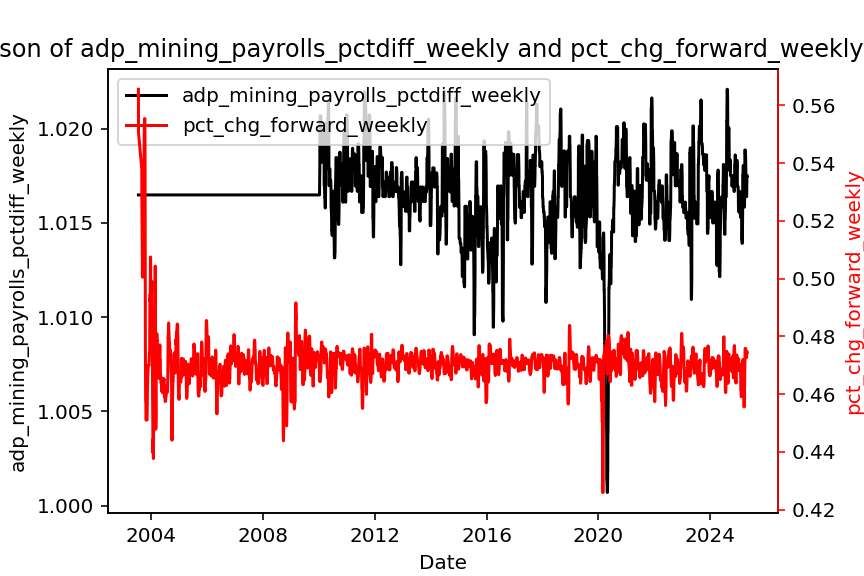 son of adp_mining_payrolls_pctdiff_weekly and pct_chg_forward_weekly
adp_mining_payrolls_pctdiff_weekly
pct_chg_forward_weekly
adp_mining_payrolls_pctdiff_weekly
1.020
1.015
1.010
1.005
1.000
0.56
0.54
0.52
0.50
0.48
0.46
0.44
0.42
pct_chg_forward_weekly
2004 2008 2012 2016 2020 2024
Date